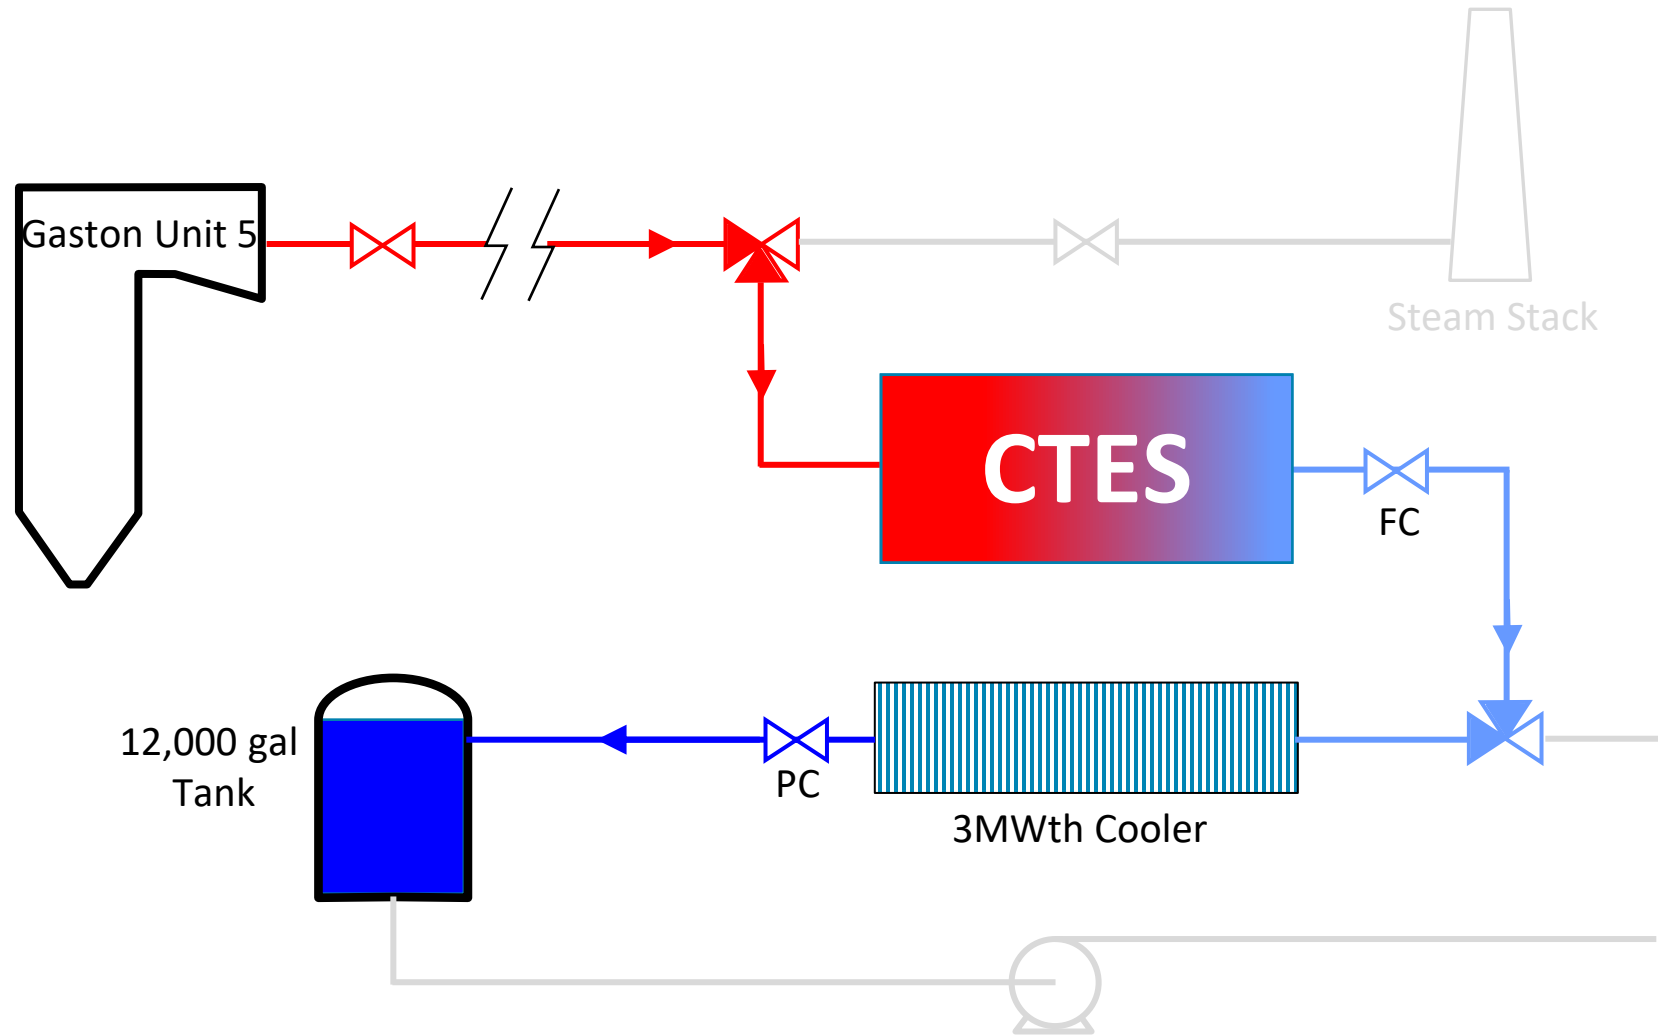 Gaston Unit 5
Steam Stack
CTES
FC
12,000 gal
Tank
PC
3MWth Cooler